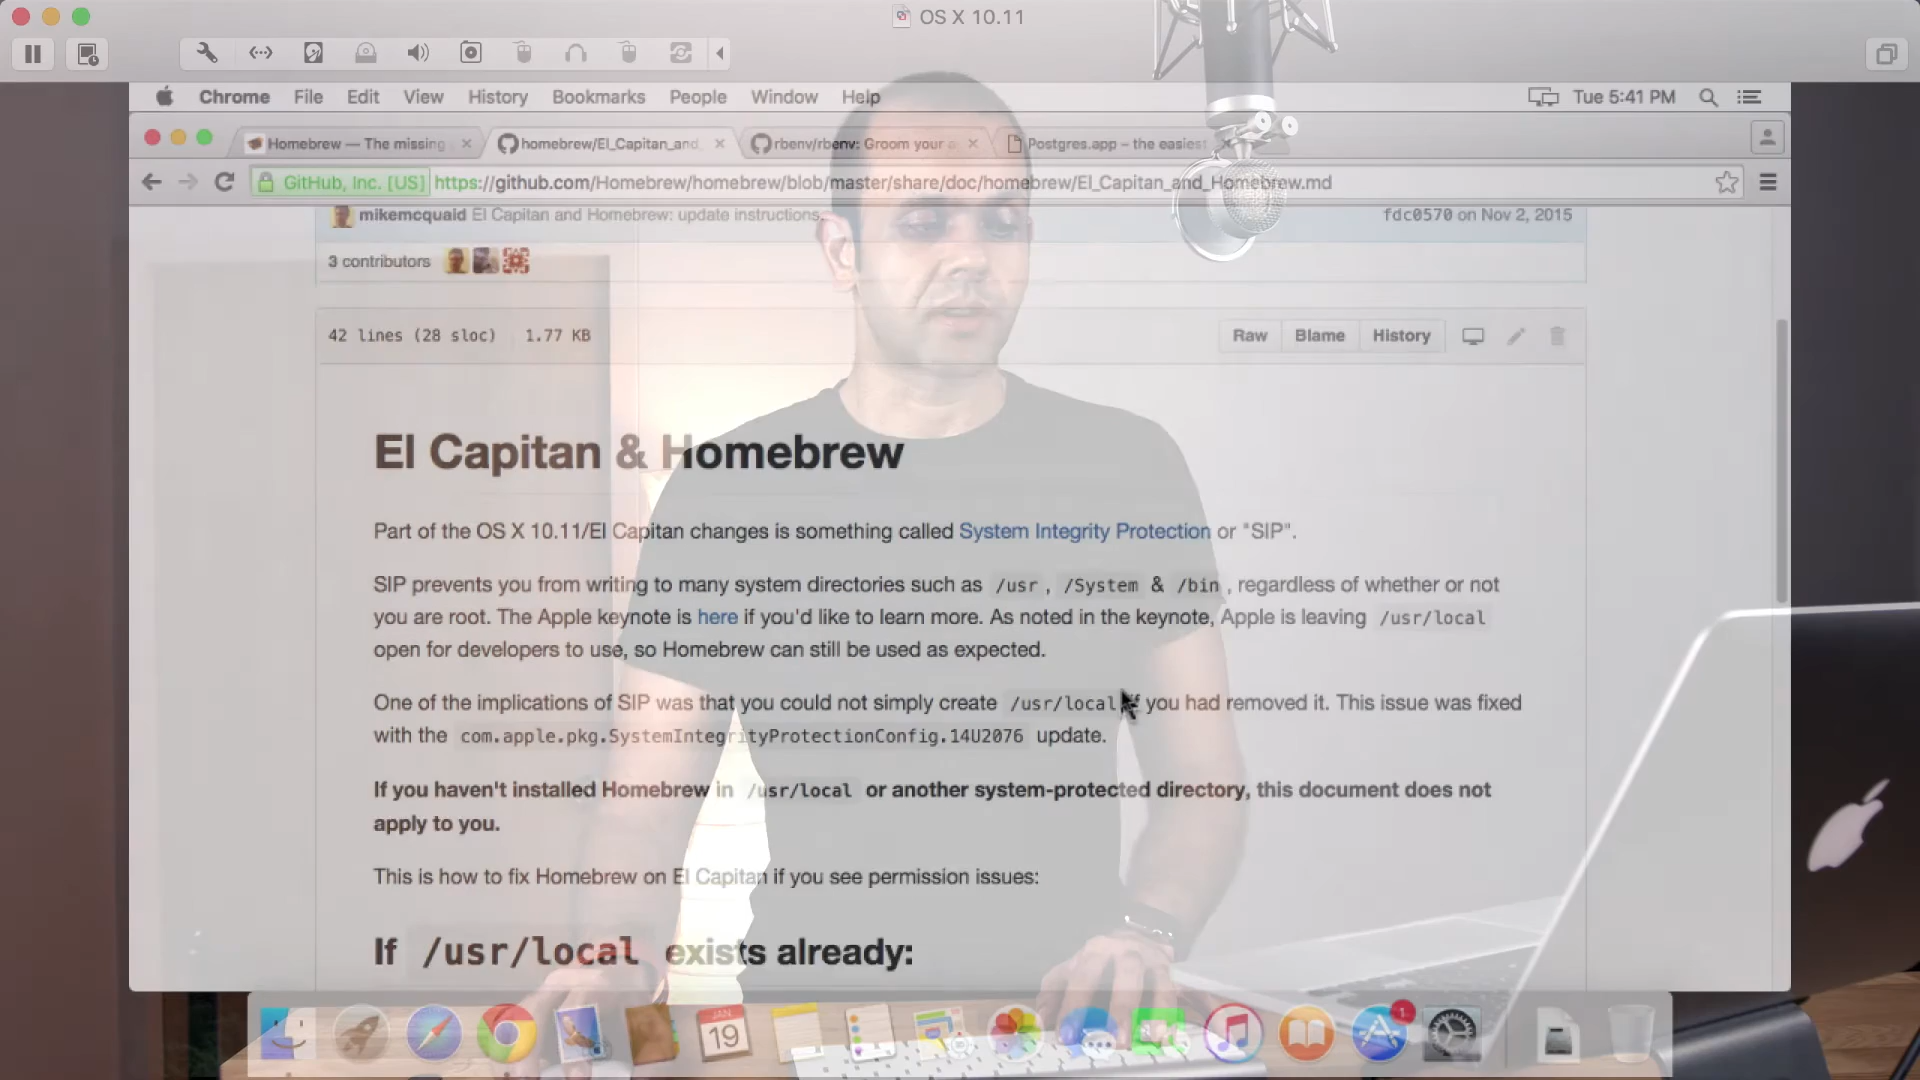 OS X 10.11
Chrome File Edit View History Bookmarks People Window Help Tue 5:41 PM
Homebrew — The missing homebrew/El_Capitan_and_ rbenv/rbenv: Groom your a Postgres.app – the easiest
GitHub, Inc. [US] https://github.com/Homebrew/homebrew/blob/master/share/doc/homebrew/El_Capitan_and_Homebrew.md
mikemcquaid El Capitan and Homebrew: update instructions. fdc0570 on Nov 2, 2015
3 contributors
42 lines (28 sloc) 1.77 KB Raw Blame History
El Capitan & Homebrew
Part of the OS X 10.11/El Capitan changes is something called System Integrity Protection or "SIP".
SIP prevents you from writing to many system directories such as /usr, /System & /bin, regardless of whether or not
you are root. The Apple keynote is here if you'd like to learn more. As noted in the keynote, Apple is leaving /usr/local
open for developers to use, so Homebrew can still be used as expected.
One of the implications of SIP was that you could not simply create /usr/local if you had removed it. This issue was fixed
with the com.apple.pkg.SystemIntegrityProtectionConfig.14U2076 update.
If you haven't installed Homebrew in /usr/local or another system-protected directory, this document does not
apply to you.
This is how to fix Homebrew on El Capitan if you see permission issues:
If /usr/local exists already:
JAN
19
1